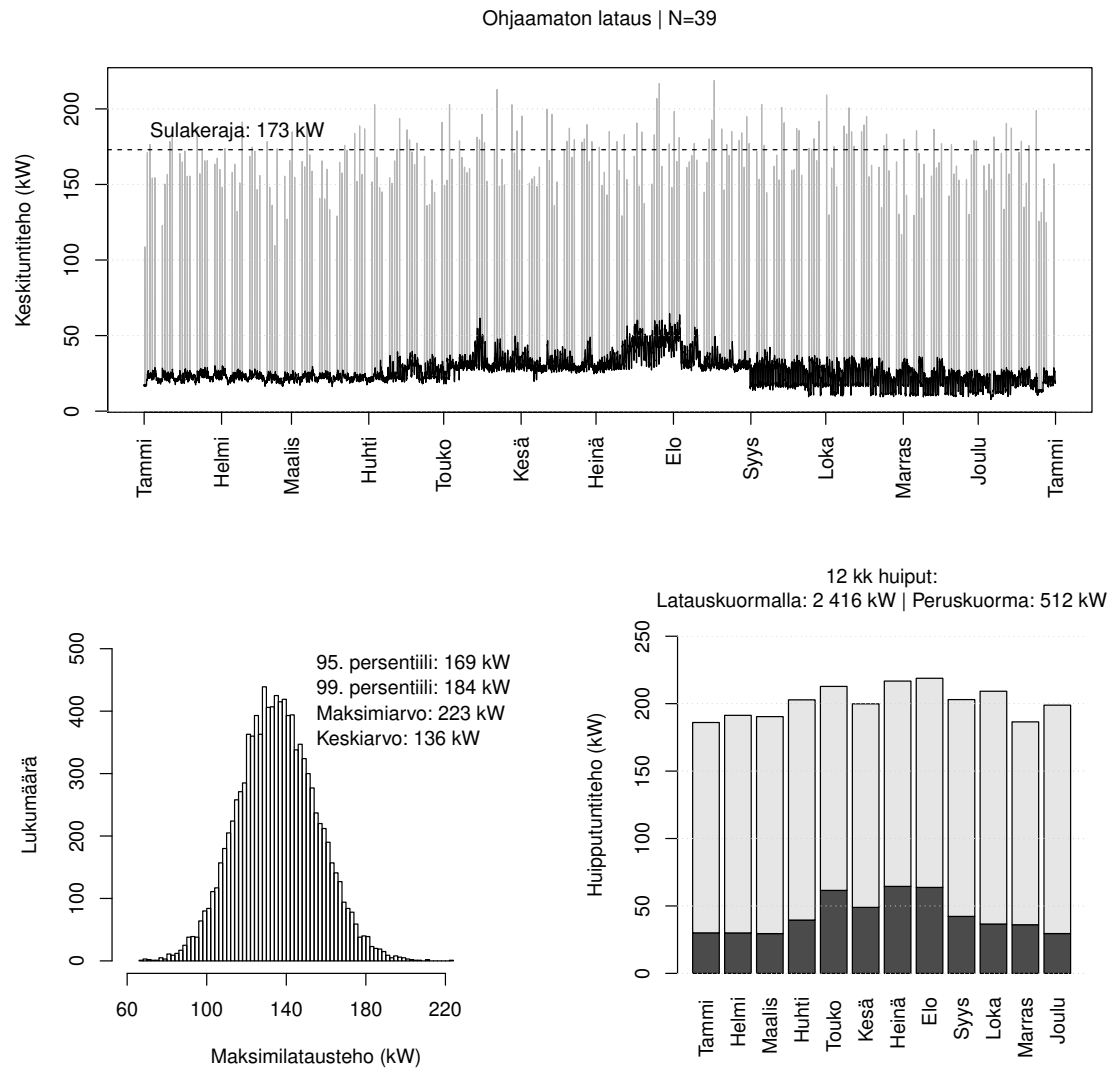 Ohjaamaton lataus | N=39
Keskituntiteho (kW)
200
150
100
50
0
Sulakeraja: 173 kW
Tammi
Helmi
Maalis
Huhti
Touko
Kesä
Heinä
Elo
Syys
Loka
Marras
Joulu
Tammi
Lukumäärä
500
400
300
200
100
0
95. persentiili: 169 kW
99. persentiili: 184 kW
Maksimiarvo: 223 kW
Keskiarvo: 136 kW
60 100 140 180 220
Maksimilatausteho (kW)
12 kk huiput:
Latauskuormalla: 2 416 kW | Peruskuorma: 512 kW
Huipputuntiteho (kW)
250
200
150
100
50
0
Tammi
Helmi
Maalis
Huhti
Touko
Kesä
Heinä
Elo
Syys
Loka
Marras
Joulu